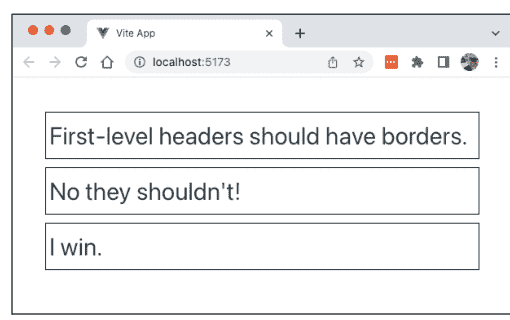 Vite App
localhost:5173
First-level headers should have borders.
No they shouldn't!
I win.